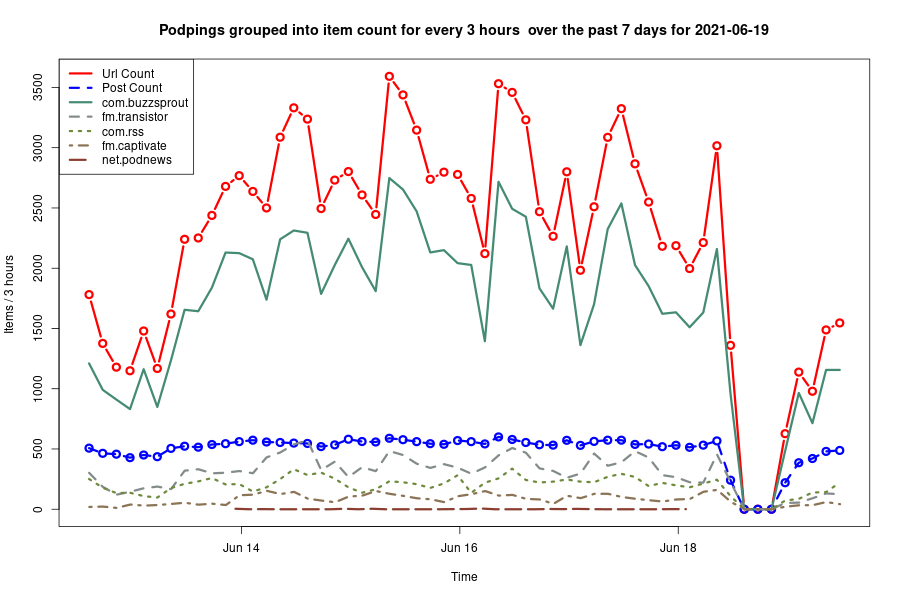 Podpings grouped into item count for every 3 hours  over the past 7 days for 2021-06-19
Url Count
Post Count
com.buzzsprout
fm.transistor
com.rss
fm.captivate
net.podnews
3500
3000
2500
2000
1500
1000
500
0
Items / 3 hours
Jun 14
Jun 16
Jun 18
Time